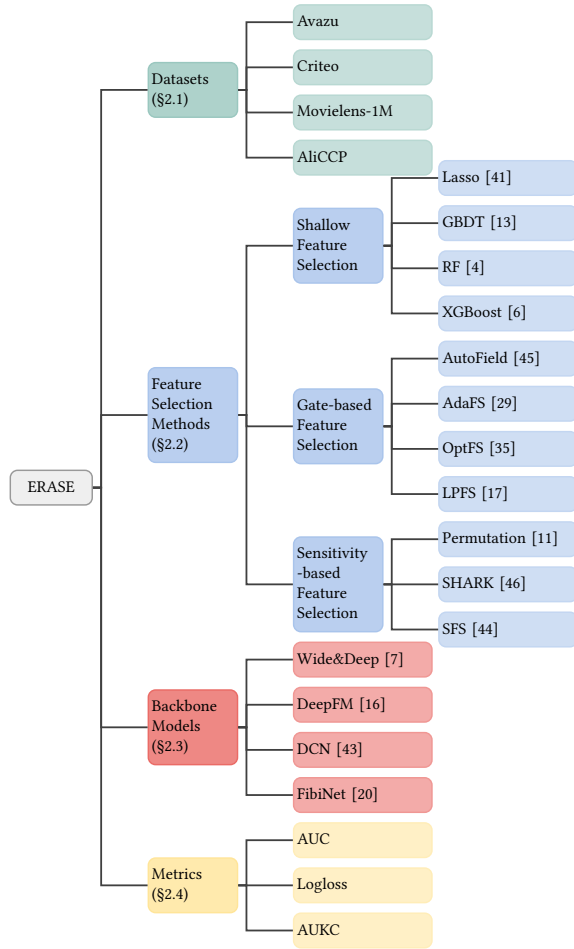 ERASE
Datasets
(§2.1)
Avazu
Criteo
Movielens-1M
AliCCP
Feature
Selection
Methods
(§2.2)
Shallow
Feature
Selection
Lasso [41]
GBDT [13]
RF [4]
XGBoost [6]
Gate-based
Feature
Selection
AutoField [45]
AdaFS [29]
OptFS [35]
LPFS [17]
Sensitivity
-based
Feature
Selection
Permutation [11]
SHARK [46]
SFS [44]
Backbone
Models
(§2.3)
Wide&Deep [7]
DeepFM [16]
DCN [43]
FibiNet [20]
Metrics
(§2.4)
AUC
Logloss
AUKC